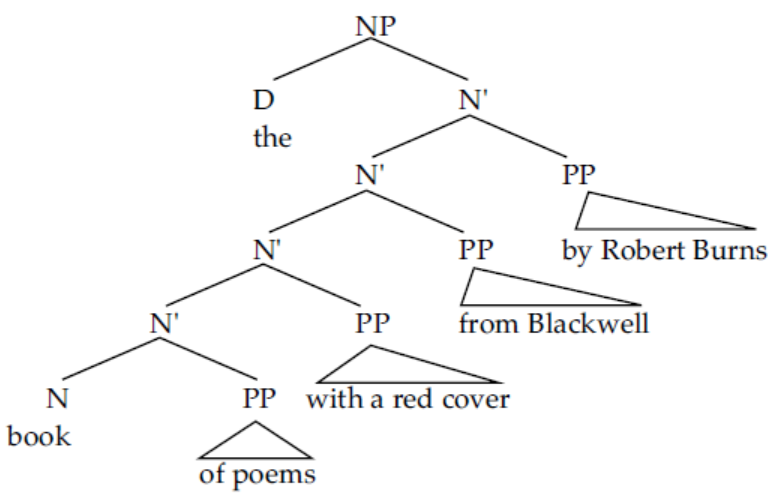 NP
D N'
the
N' PP
N' PP by Robert Burns
N' PP from Blackwell
N PP with a red cover
book
of poems